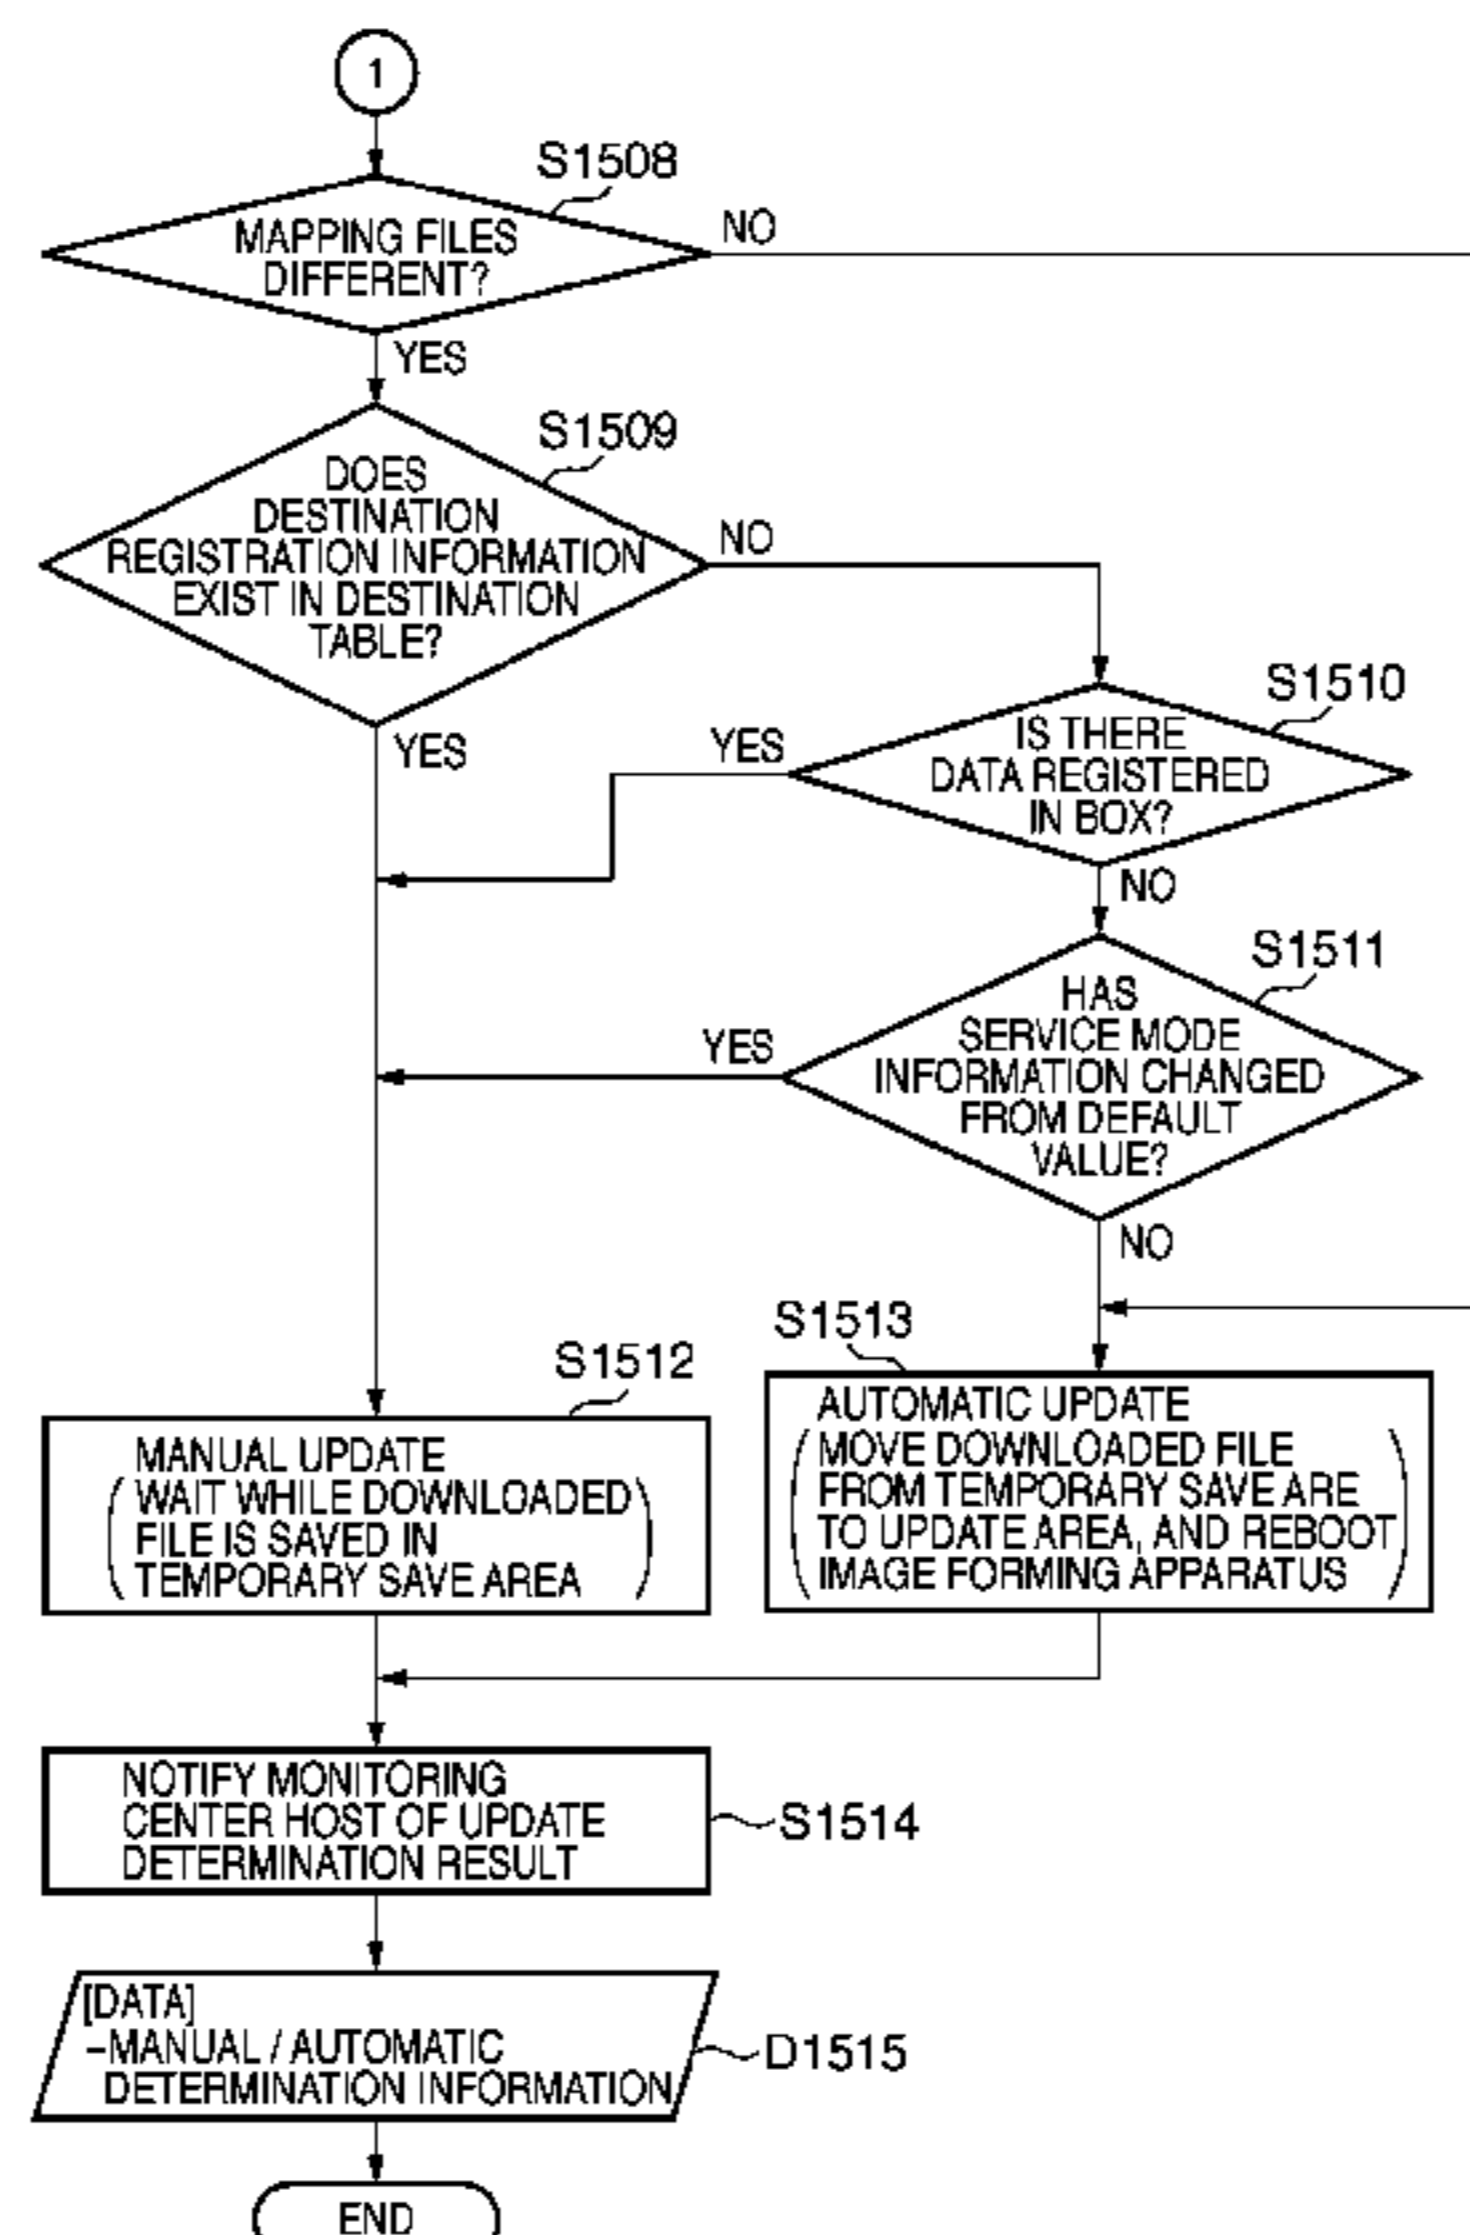 1
S1508
MAPPING FILES
DIFFERENT?
NO
YES
S1509
DOES
DESTINATION
REGISTRATION INFORMATION
EXIST IN DESTINATION
TABLE?
NO
YES
S1510
IS THERE
DATA REGISTERED
IN BOX?
YES
NO
S1511
HAS
SERVICE MODE
INFORMATION CHANGED
FROM DEFAULT
VALUE?
YES
NO
S1512
MANUAL UPDATE
(WAIT WHILE DOWNLOADED
FILE IS SAVED IN
TEMPORARY SAVE AREA)
S1513
AUTOMATIC UPDATE
(MOVE DOWNLOADED FILE
FROM TEMPORARY SAVE ARE
TO UPDATE AREA, AND REBOOT
IMAGE FORMING APPARATUS)
NOTIFY MONITORING
CENTER HOST OF UPDATE
DETERMINATION RESULT
S1514
[DATA]
–MANUAL / AUTOMATIC
DETERMINATION INFORMATION
D1515
END